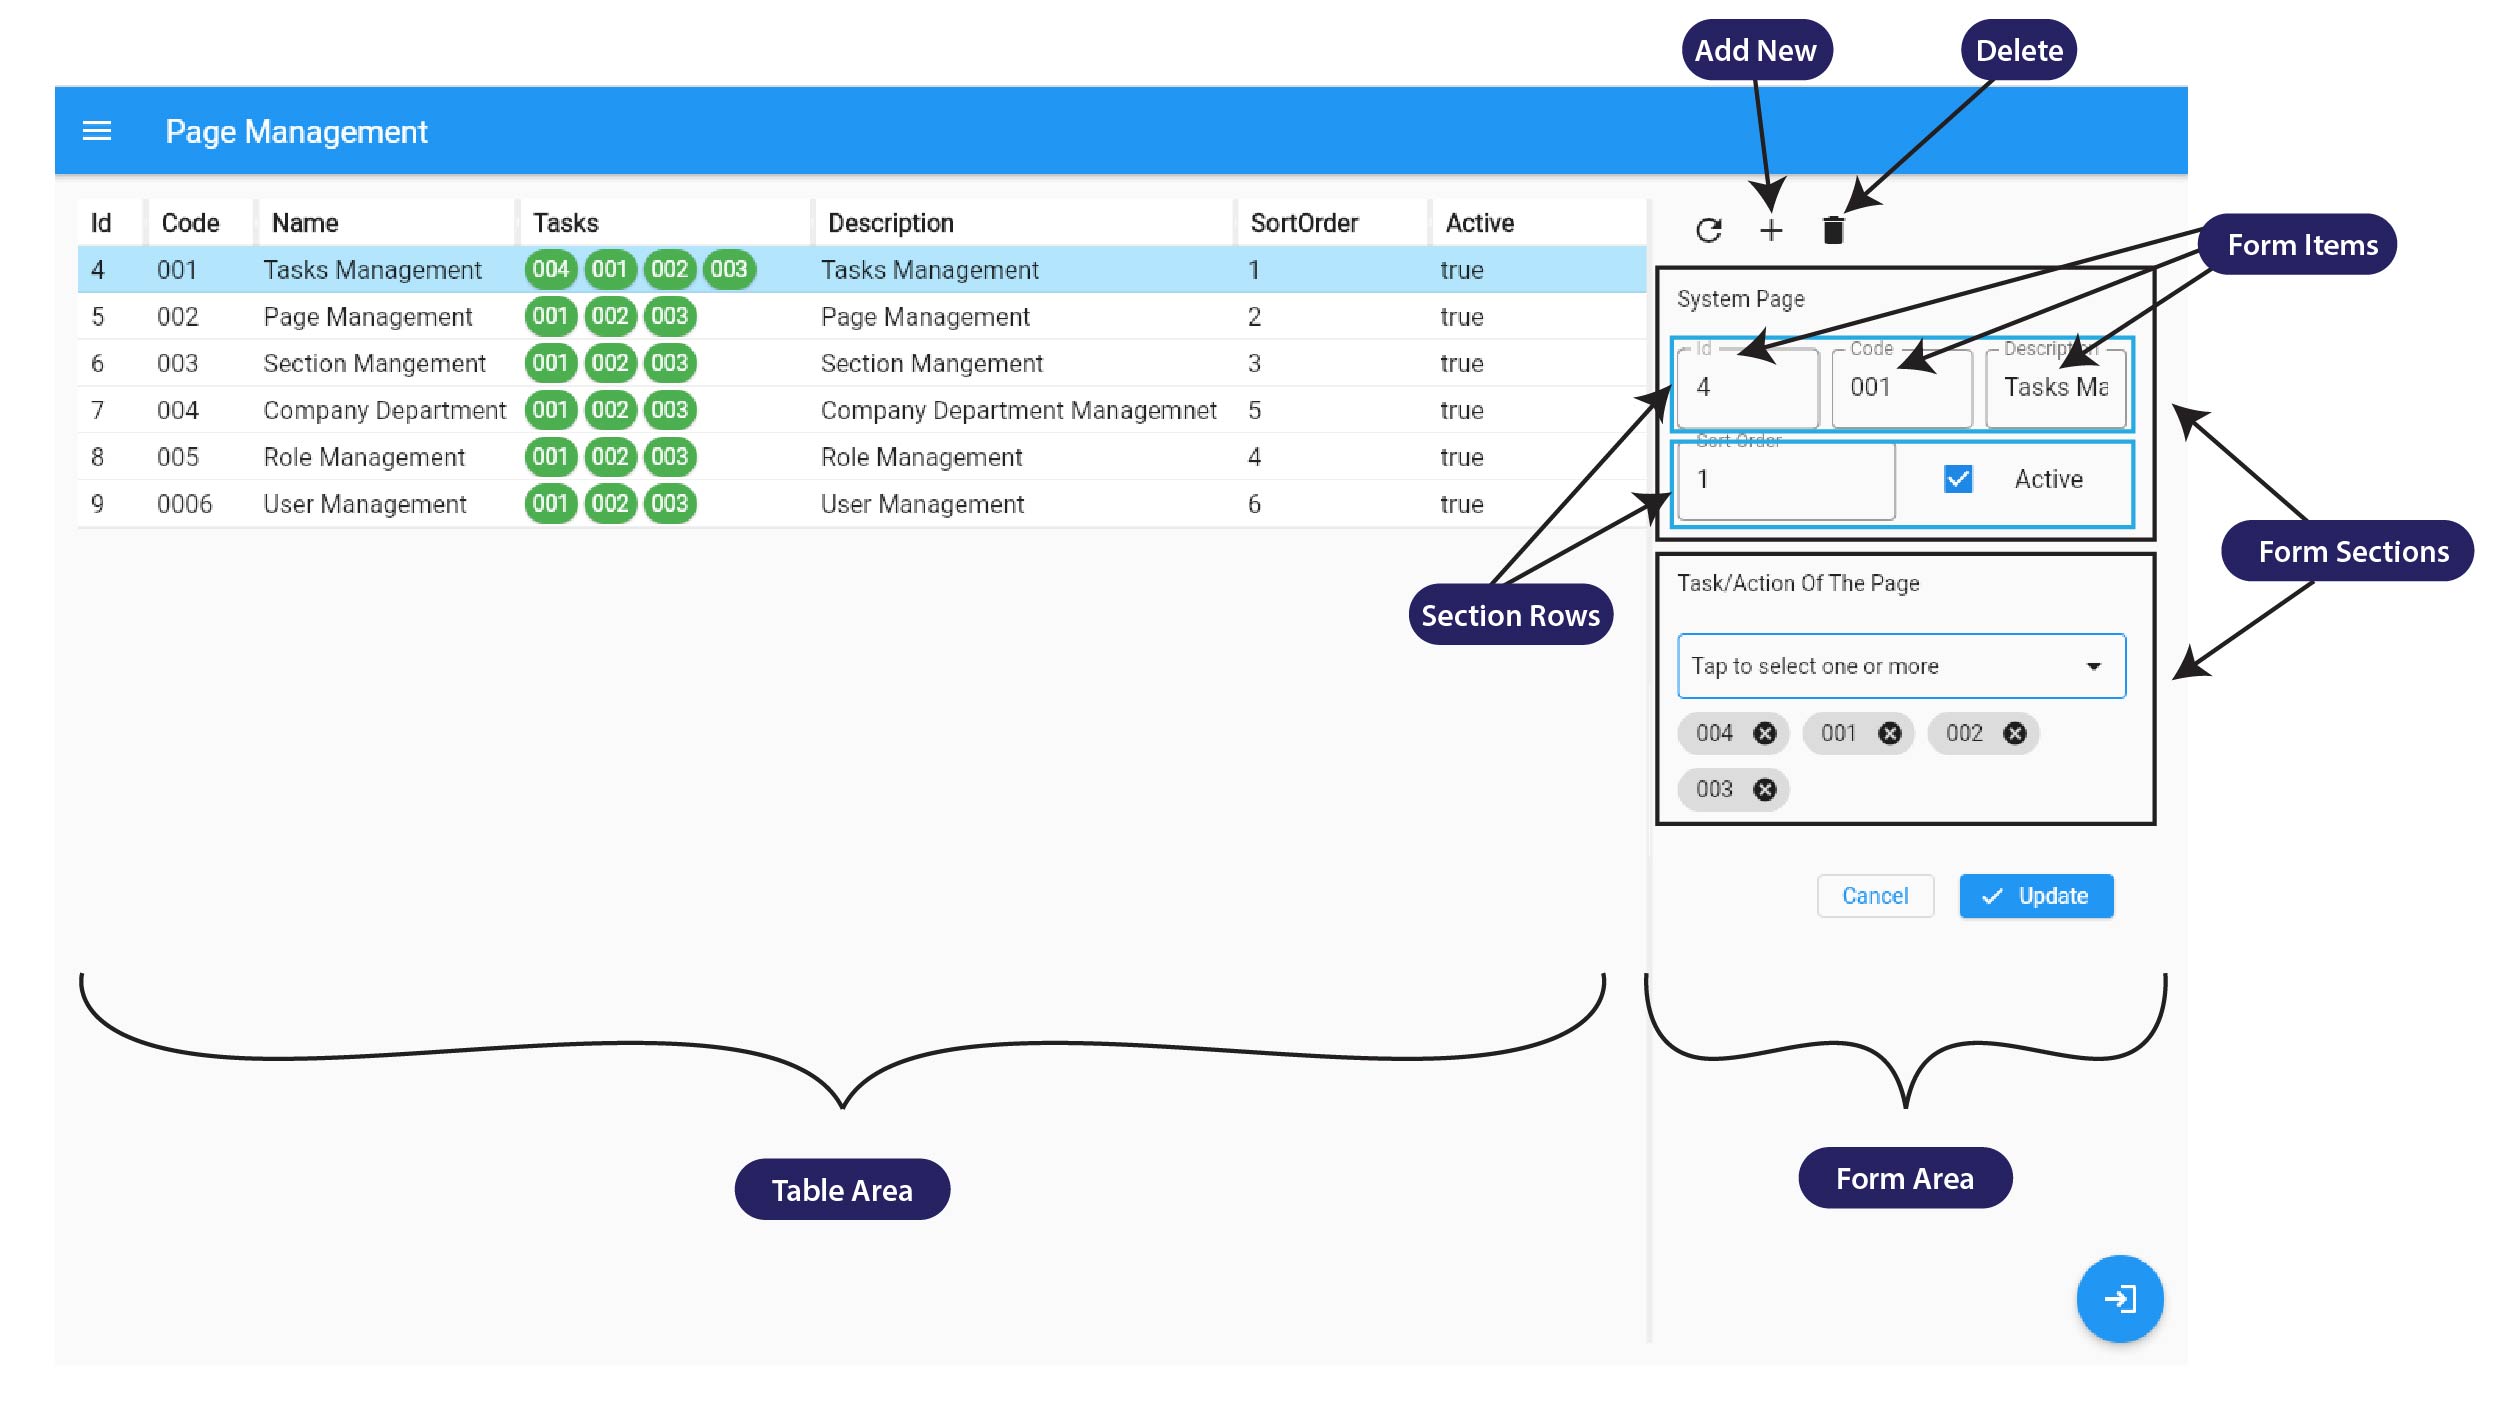 Add New
Delete
Page Management
Id Code Name Tasks Description SortOrder Active
4 001 Tasks Management 004 001 002 003 Tasks Management 1 true
5 002 Page Management 001 002 003 Page Management 2 true
6 003 Section Mangement 001 002 003 Section Mangement 3 true
7 004 Company Department 001 002 003 Company Department Managemnet 5 true
8 005 Role Management 001 002 003 Role Management 4 true
9 0006 User Management 001 002 003 User Management 6 true
Form Items
System Page
Id Code Description
4 001 Tasks Ma
Sort Order
1 Active
Form Sections
Section Rows
Task/Action Of The Page
Tap to select one or more
004 001 002
003
Cancel Update
Table Area
Form Area